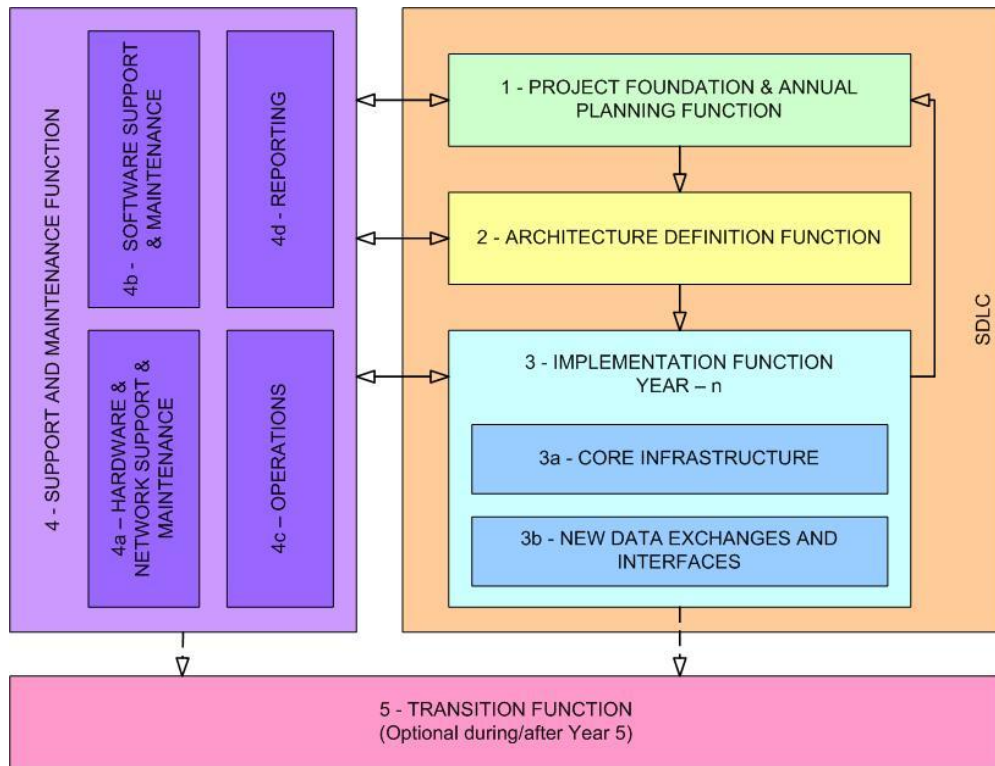 4 - SUPPORT AND MAINTENANCE FUNCTION
4b - SOFTWARE SUPPORT
& MAINTENANCE
4d - REPORTING
4a – HARDWARE &
NETWORK SUPPORT &
MAINTENANCE
4c – OPERATIONS
1 - PROJECT FOUNDATION & ANNUAL
PLANNING FUNCTION
2 - ARCHITECTURE DEFINITION FUNCTION
3 - IMPLEMENTATION FUNCTION
YEAR – n
3a - CORE INFRASTRUCTURE
3b - NEW DATA EXCHANGES AND
INTERFACES
SDLC
5 - TRANSITION FUNCTION
(Optional during/after Year 5)